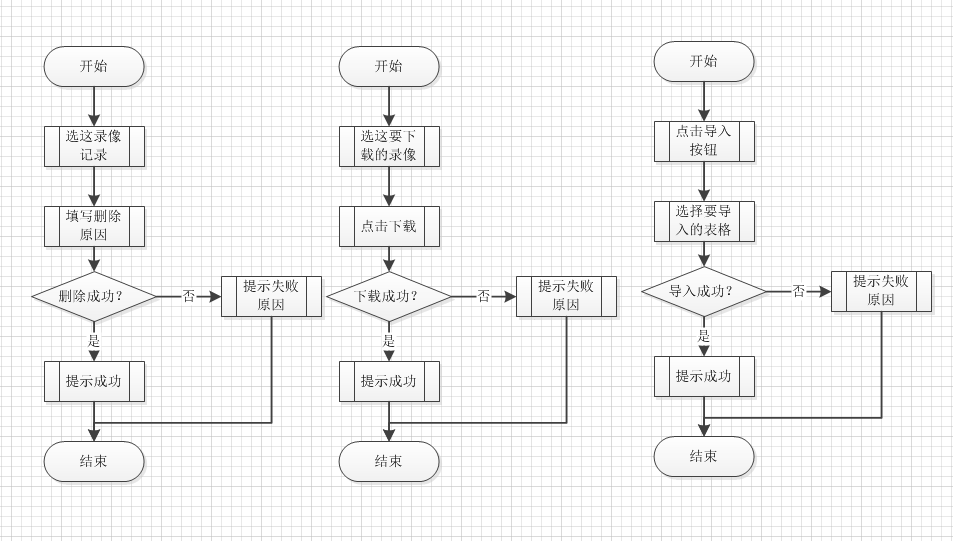 开始
选这录像
记录
填写删除
原因
删除成功?
否
提示失败
原因
是
提示成功
结束
开始
选这要下
载的录像
点击下载
下载成功?
否
提示失败
原因
是
提示成功
结束
开始
点击导入
按钮
选择要导
入的表格
导入成功?
否
提示失败
原因
是
提示成功
结束